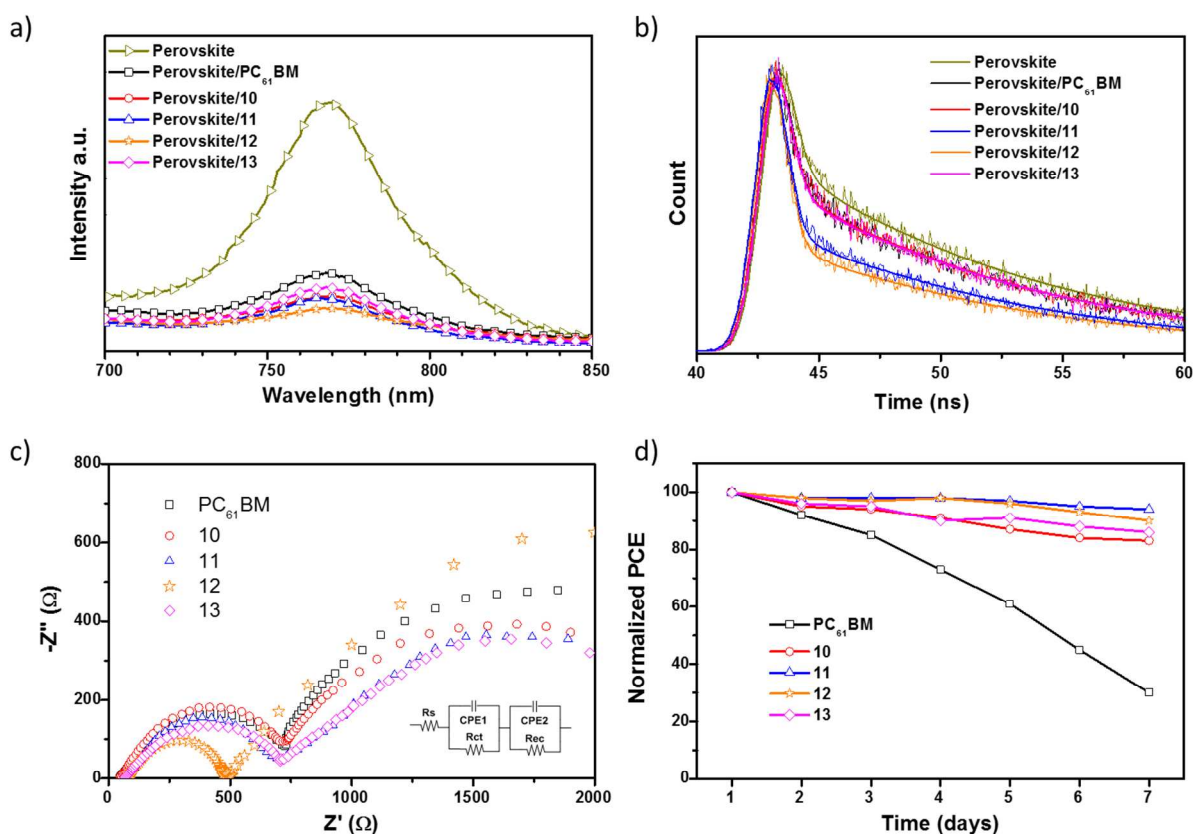 a)
Intensity a.u.
Perovskite
Perovskite/PC₆₁BM
Perovskite/10
Perovskite/11
Perovskite/12
Perovskite/13
700 750 800 850
Wavelength (nm)
b)
Count
Perovskite
Perovskite/PC₆₁BM
Perovskite/10
Perovskite/11
Perovskite/12
Perovskite/13
40 45 50 55 60
Time (ns)
c)
-Z" (Ω)
800
600
400
200
0
PC₆₁BM
10
11
12
13
Rs
CPE1
Rct
CPE2
Rec
0 500 1000 1500 2000
Z' (Ω)
d)
Normalized PCE
100
80
60
40
20
0
PC₆₁BM
10
11
12
13
1 2 3 4 5 6 7
Time (days)